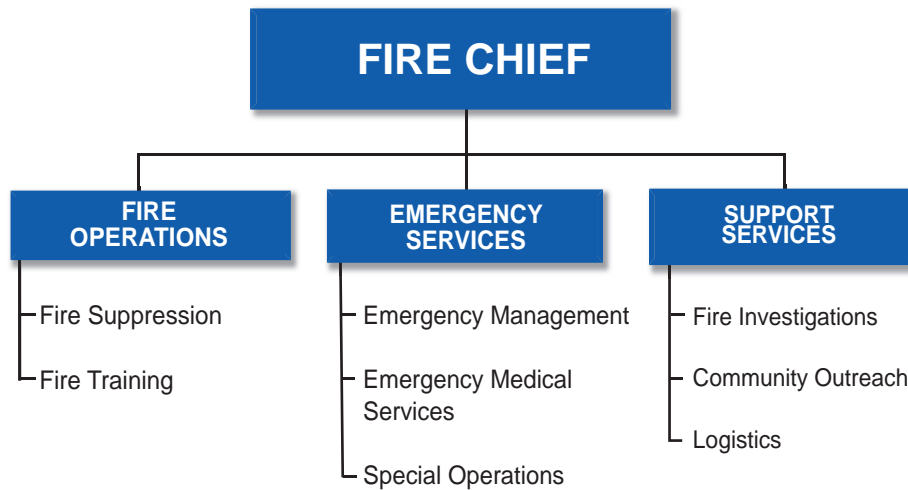 FIRE CHIEF
FIRE
OPERATIONS
Fire Suppression
Fire Training
EMERGENCY
SERVICES
Emergency Management
Emergency Medical
Services
Special Operations
SUPPORT
SERVICES
Fire Investigations
Community Outreach
Logistics